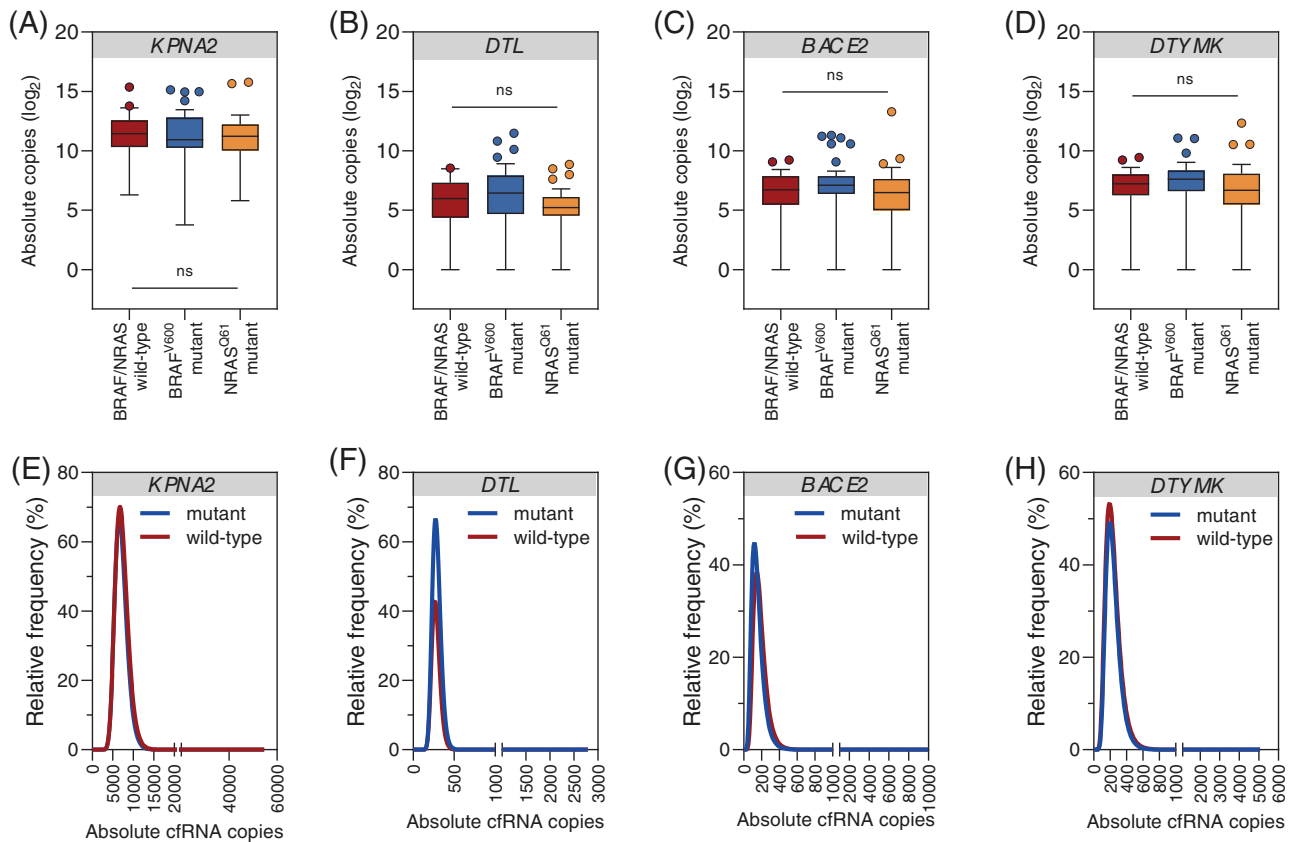 (A)
KPNA2
Absolute copies (log2)
20
15
10
5
0
ns
BRAF/NRAS
wild-type
BRAFV600
mutant
NRASQ61
mutant
(B)
DTL
Absolute copies (log2)
20
15
10
5
0
ns
BRAF/NRAS
wild-type
BRAFV600
mutant
NRASQ61
mutant
(C)
BACE2
Absolute copies (log2)
20
15
10
5
0
ns
BRAF/NRAS
wild-type
BRAFV600
mutant
NRASQ61
mutant
(D)
DTYMK
Absolute copies (log2)
20
15
10
5
0
ns
BRAF/NRAS
wild-type
BRAFV600
mutant
NRASQ61
mutant
(E)
KPNA2
mutant
wild-type
Relative frequency (%)
80
60
40
20
0
0 5000 10000 15000 20000 40000 60000
Absolute cfRNA copies
(F)
DTL
mutant
wild-type
Relative frequency (%)
80
60
40
20
0
0 500 1000 1000 1500 2000 2500 3000
Absolute cfRNA copies
(G)
BACE2
mutant
wild-type
Relative frequency (%)
60
40
20
0
0 200 400 600 800 1000 2000 4000 6000 8000 10000
Absolute cfRNA copies
(H)
DTYMK
mutant
wild-type
Relative frequency (%)
60
40
20
0
0 200 400 600 800 1000 1000 2000 3000 4000 5000 6000
Absolute cfRNA copies